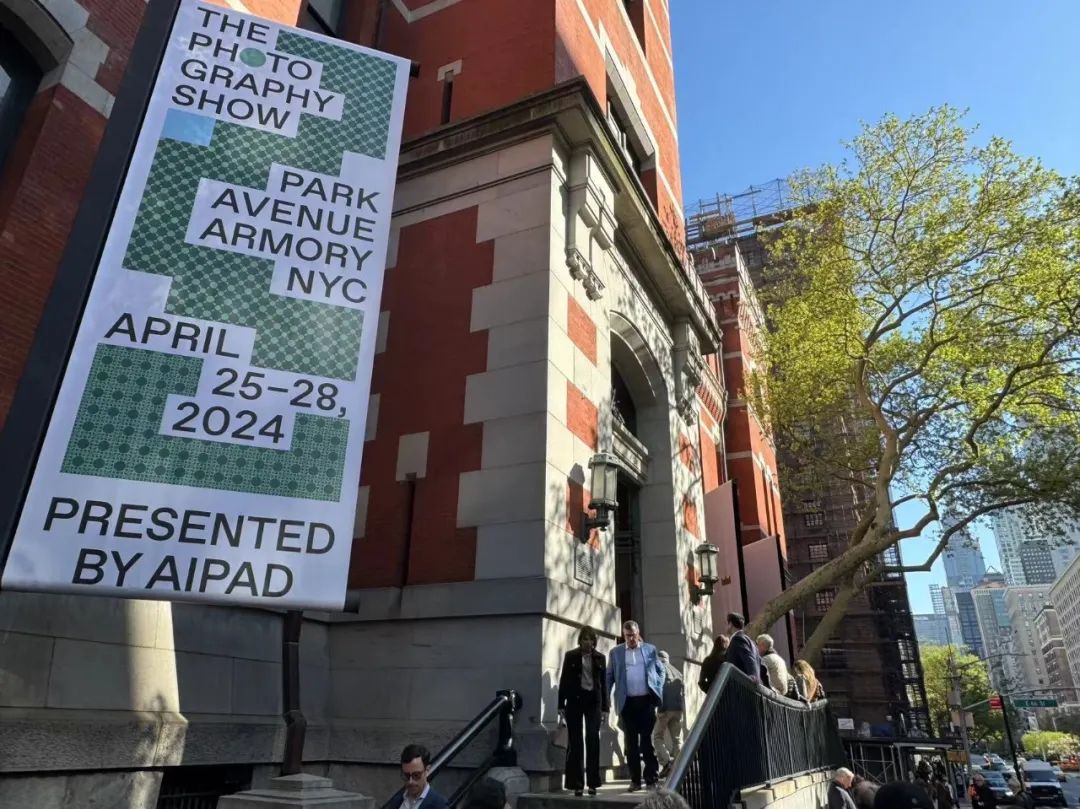 THE
PHOTO
GRAPHY
SHOW
PARK
AVENUE
ARMORY
NYC
APRIL
25–28,
2024
PRESENTED
BY AIPAD